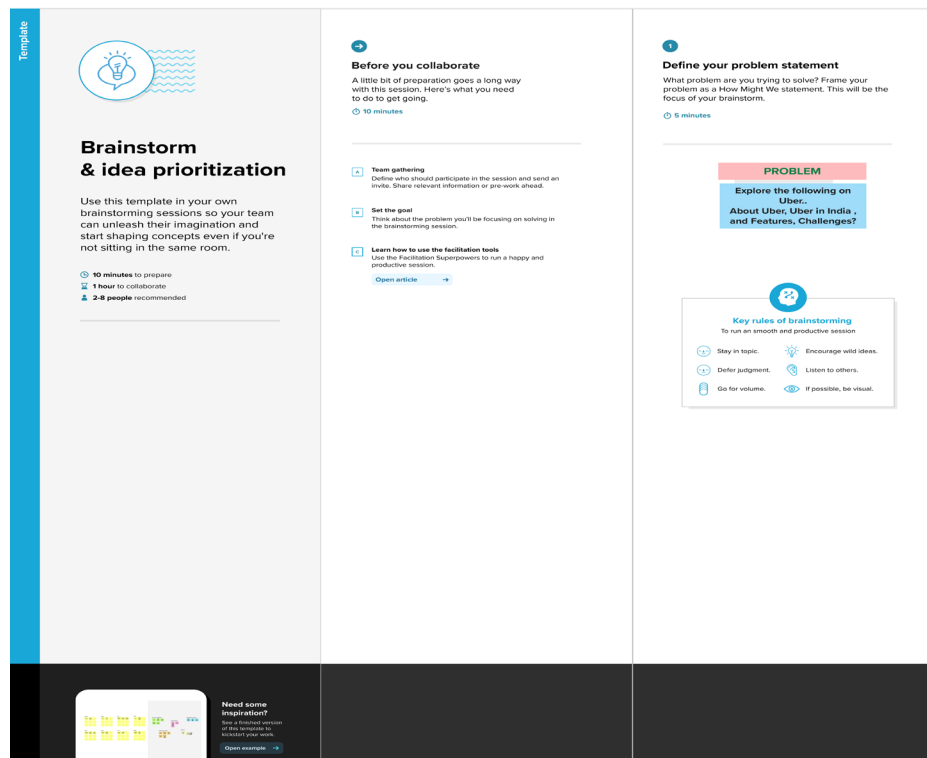 Template
Brainstorm
& idea prioritization
Use this template in your own
brainstorming sessions so your team
can unleash their imagination and
start shaping concepts even if you're
not sitting in the same room.
10 minutes to prepare
1 hour to collaborate
2-8 people recommended
Before you collaborate
A little bit of preparation goes a long way
with this session. Here's what you need
to do to get going.
10 minutes
A
Team gathering
Define who should participate in the session and send an
invite. Share relevant information or pre-work ahead.
B
Set the goal
Think about the problem you'll be focusing on solving in
the brainstorming session.
C
Learn how to use the facilitation tools
Use the Facilitation Superpowers to run a happy and
productive session.
Open article
1
Define your problem statement
What problem are you trying to solve? Frame your
problem as a How Might We statement. This will be the
focus of your brainstorm.
5 minutes
PROBLEM
Explore the following on
Uber..
About Uber, Uber in India ,
and Features, Challenges?
Key rules of brainstorming
To run an smooth and productive session
Stay in topic.
Encourage wild ideas.
Defer judgment.
Listen to others.
Go for volume.
If possible, be visual.
Need some
inspiration?
See a finished version
of this template to
kickstart your work.
Open example